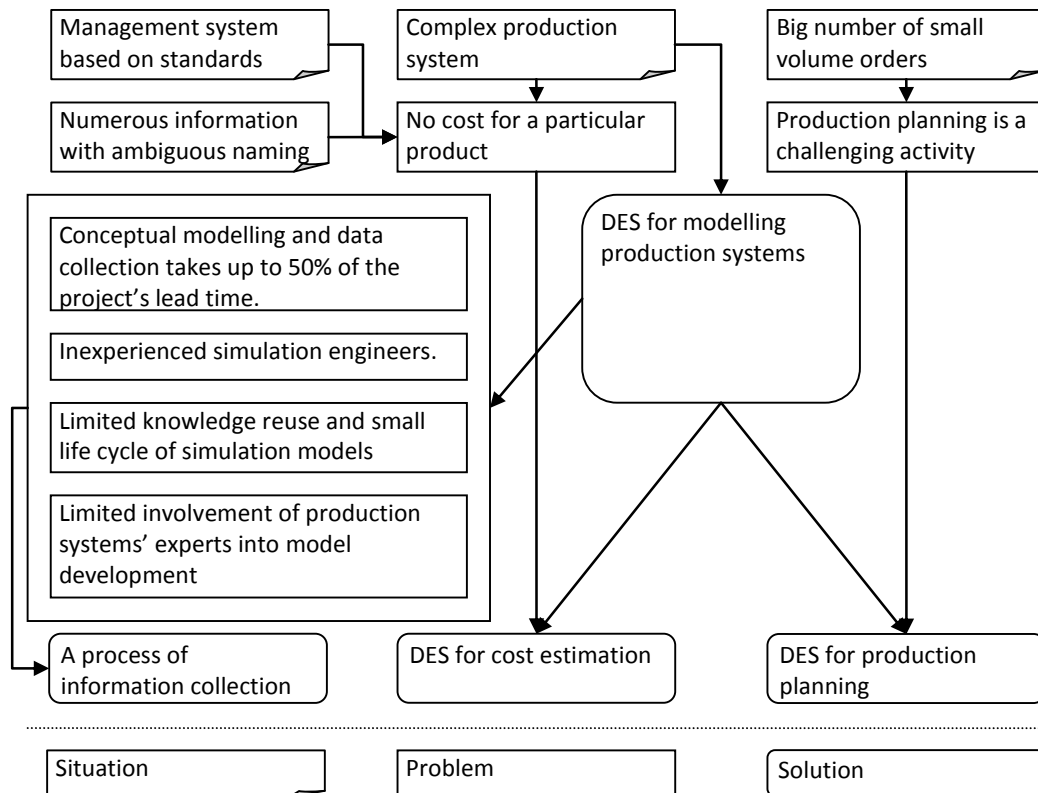 Management system
based on standards
Complex production
system
Big number of small
volume orders
Numerous information
with ambiguous naming
No cost for a particular
product
Production planning is a
challenging activity
Conceptual modelling and data
collection takes up to 50% of the
project’s lead time.
Inexperienced simulation engineers.
Limited knowledge reuse and small
life cycle of simulation models
Limited involvement of production
systems’ experts into model
development
DES for modelling
production systems
A process of
information collection
DES for cost estimation
DES for production
planning
Situation
Problem
Solution